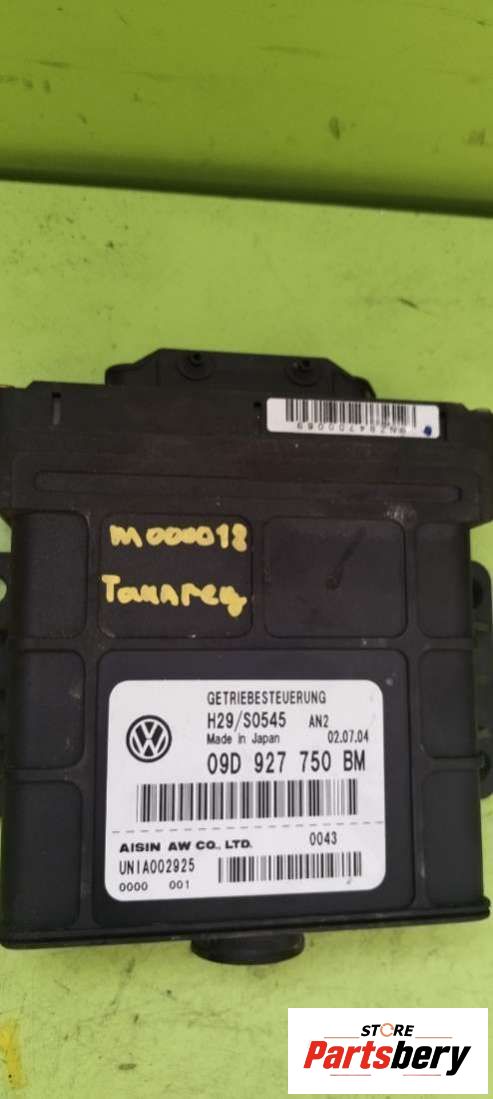 M000018
GETRIEBESTEUERUNG
H29/S0545 AN2
Made in Japan 02.07.04
09D 927 750 BM
AISIN AW CO., LTD. 0043
UNIA002925
0000 001
STORE
Partsbery